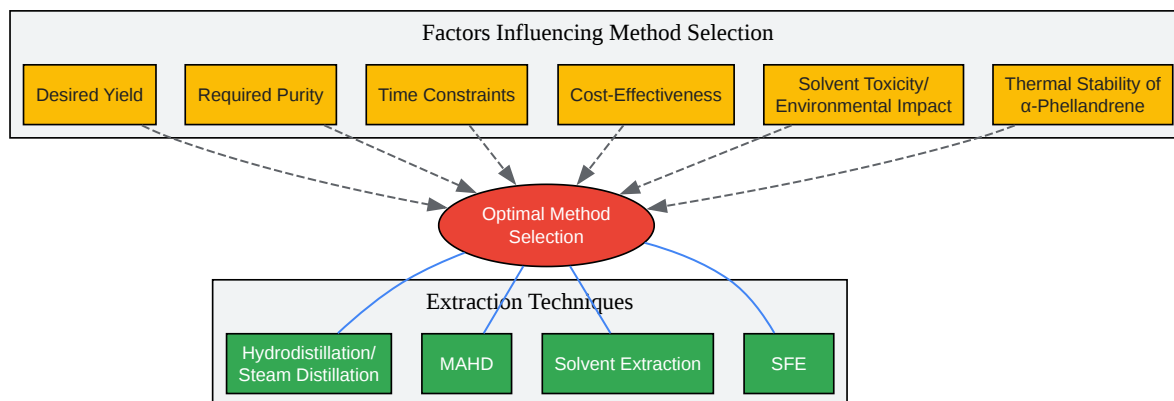 Factors Influencing Method Selection
Desired Yield
Required Purity
Time Constraints
Cost-Effectiveness
Solvent Toxicity/
Environmental Impact
Thermal Stability of
α-Phellandrene
Optimal Method
Selection
Extraction Techniques
Hydrodistillation/
Steam Distillation
MAHD
Solvent Extraction
SFE